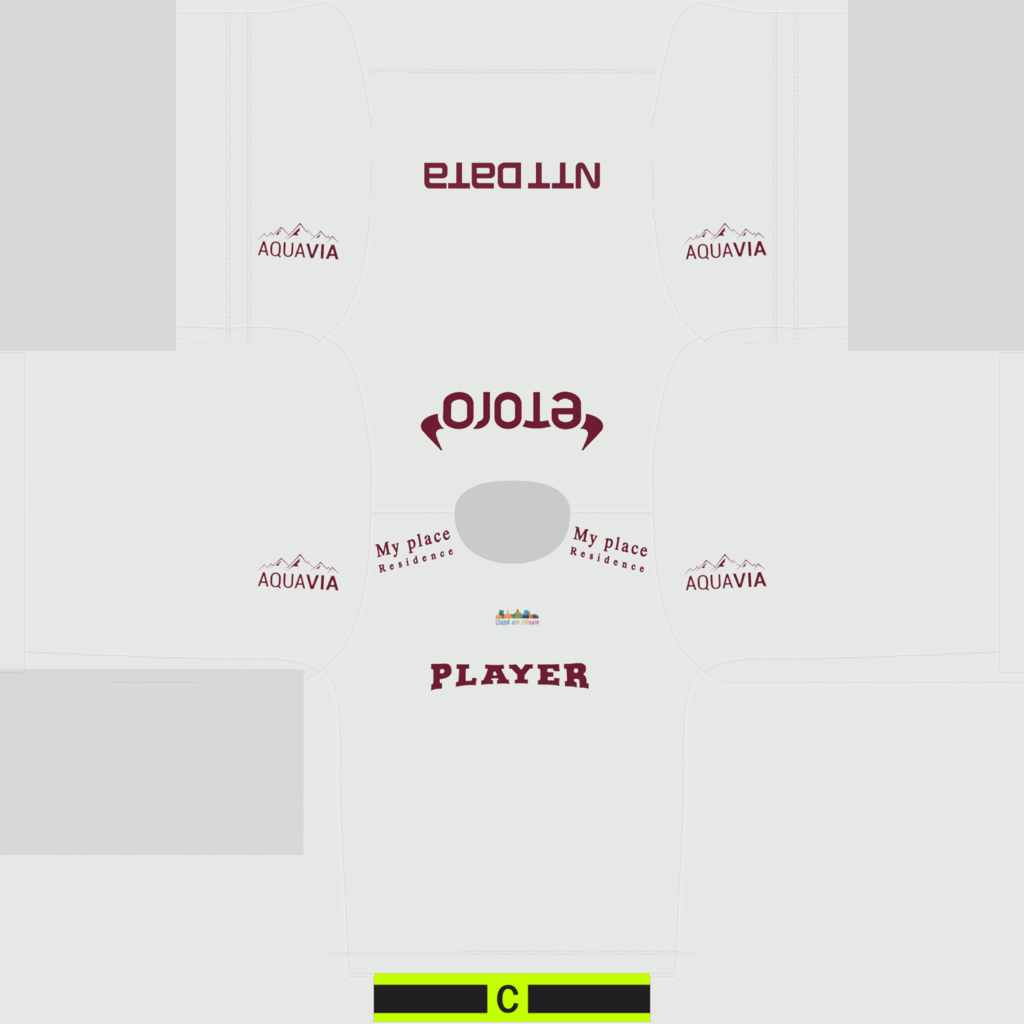 NTT DATA
AQUAVIA
AQUAVIA
eTORO
My place
Residence
My place
Residence
AQUAVIA
AQUAVIA
PLAYER
C